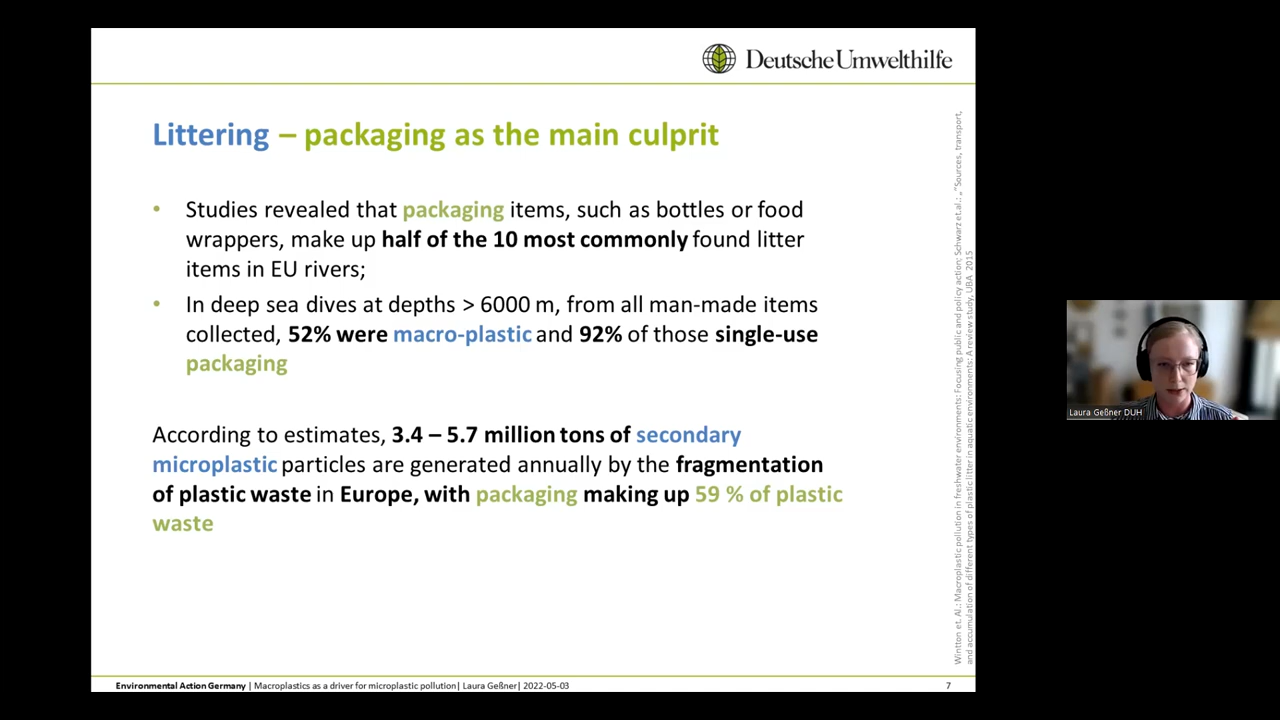 Deutsche Umwelthilfe
Littering – packaging as the main culprit
• Studies revealed that packaging items, such as bottles or food
wrappers, make up half of the 10 most commonly found litter
items in EU rivers;
• In deep sea dives at depths > 6000 m, from all man-made items
collected, 52% were macro-plastic and 92% of those single-use
packaging
According to estimates, 3.4 – 5.7 million tons of secondary
microplastic particles are generated annually by the fragmentation
of plastic waste in Europe, with packaging making up 59 % of plastic
waste
Wintton et. Al.: Macroplastic pollution in freshwater environments: Focusing public and policy action; Schwarz et.al.: „"Sources, transport,
and accumulation of different types of plastic litter in aquatic environments: A review study, UBA 2015
Environmental Action Germany | Macroplastics as a driver for microplastic pollution| Laura Geßner| 2022-05-03
7
Laura Geßner DUH